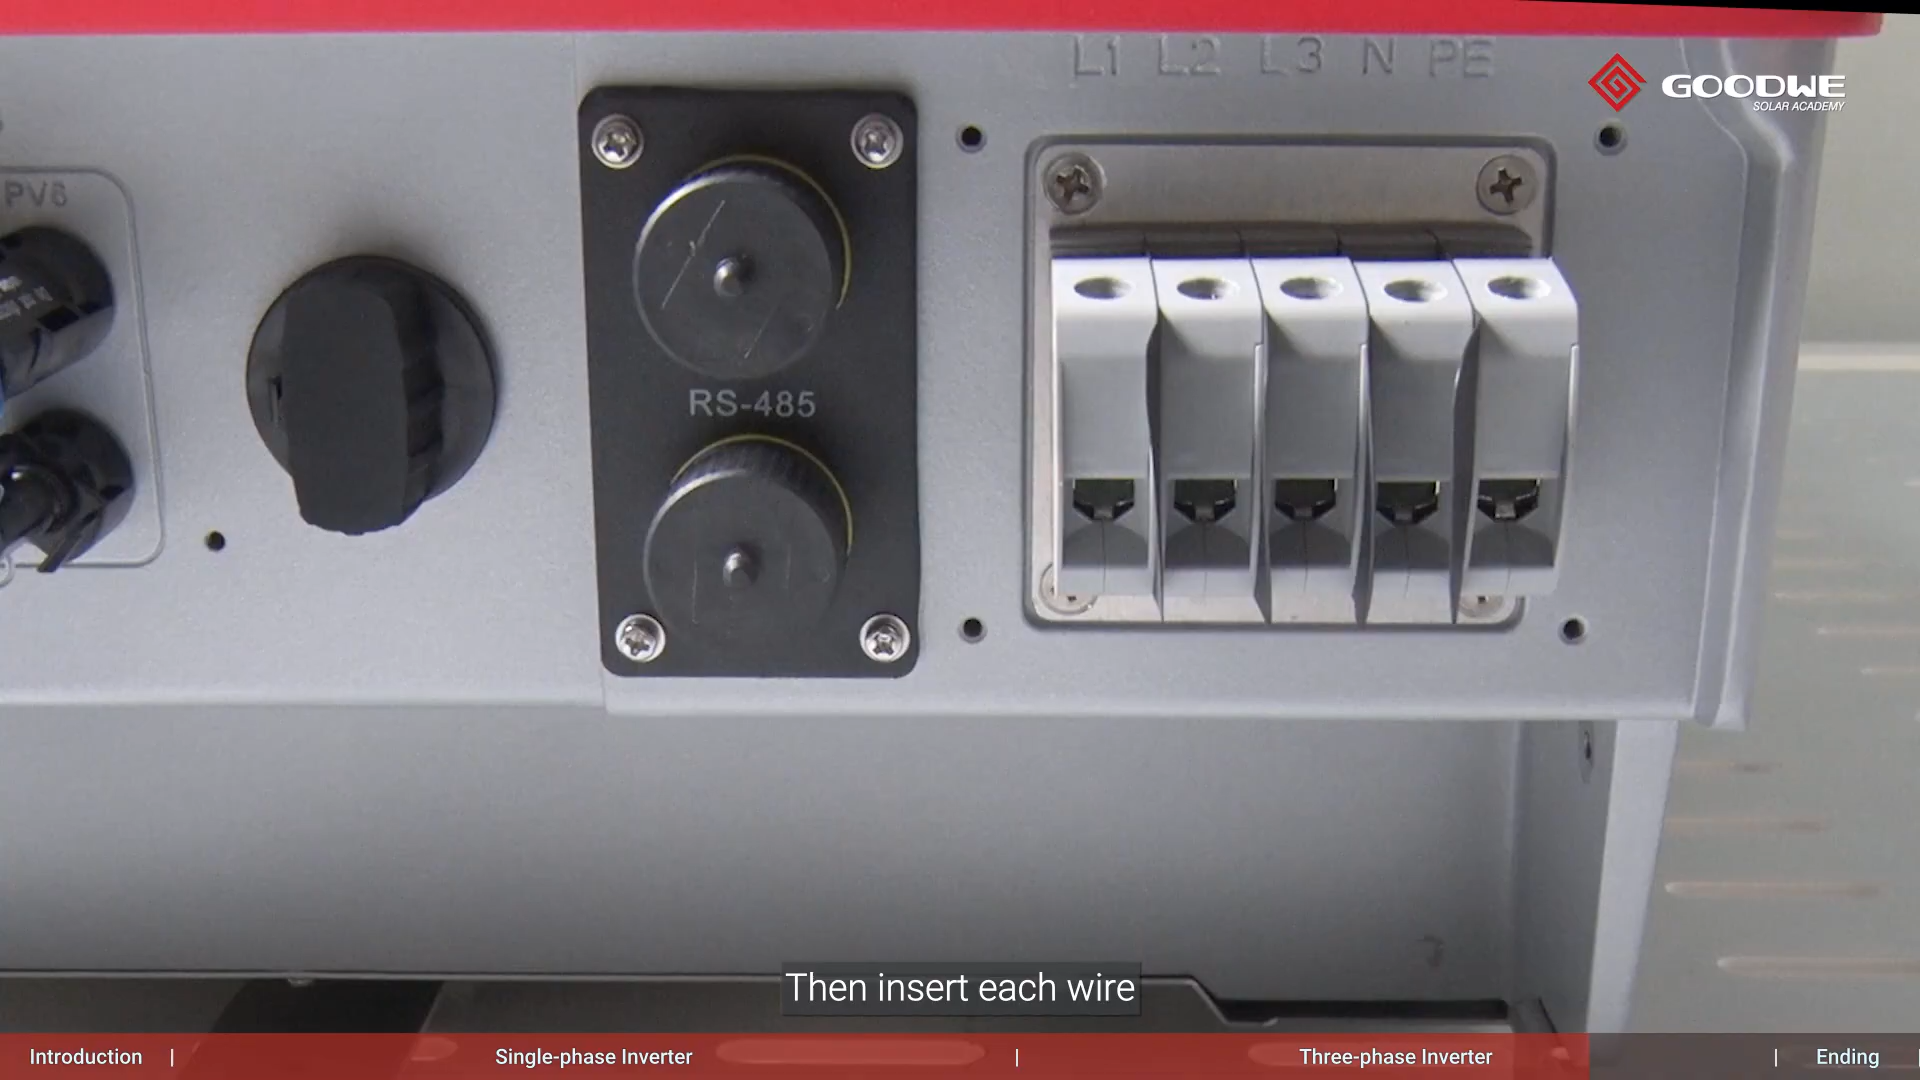 L1 L2 L3 N PE
GOODWE
SOLAR ACADEMY
PV6
RS-485
Then insert each wire
Introduction | Single-phase Inverter | Three-phase Inverter | Ending